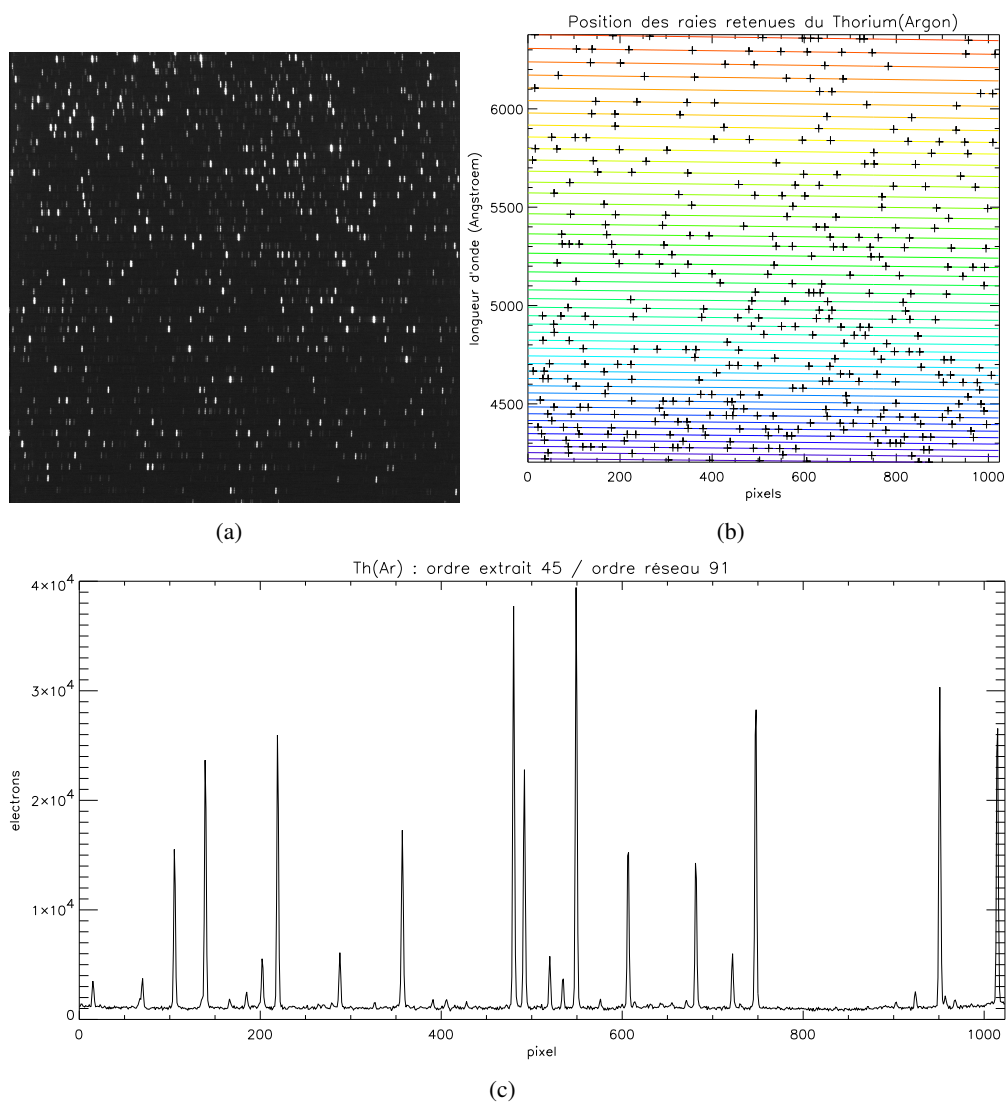 Position des raies retenues du Thorium(Argon)
longueur d'onde (Angstroem)
6000
5500
5000
4500
0 200 400 600 800 1000
pixels
(a) (b)
Th(Ar) : ordre extrait 45 / ordre réseau 91
electrons
4×10⁴
3×10⁴
2×10⁴
1×10⁴
0
0 200 400 600 800 1000
pixel
(c)